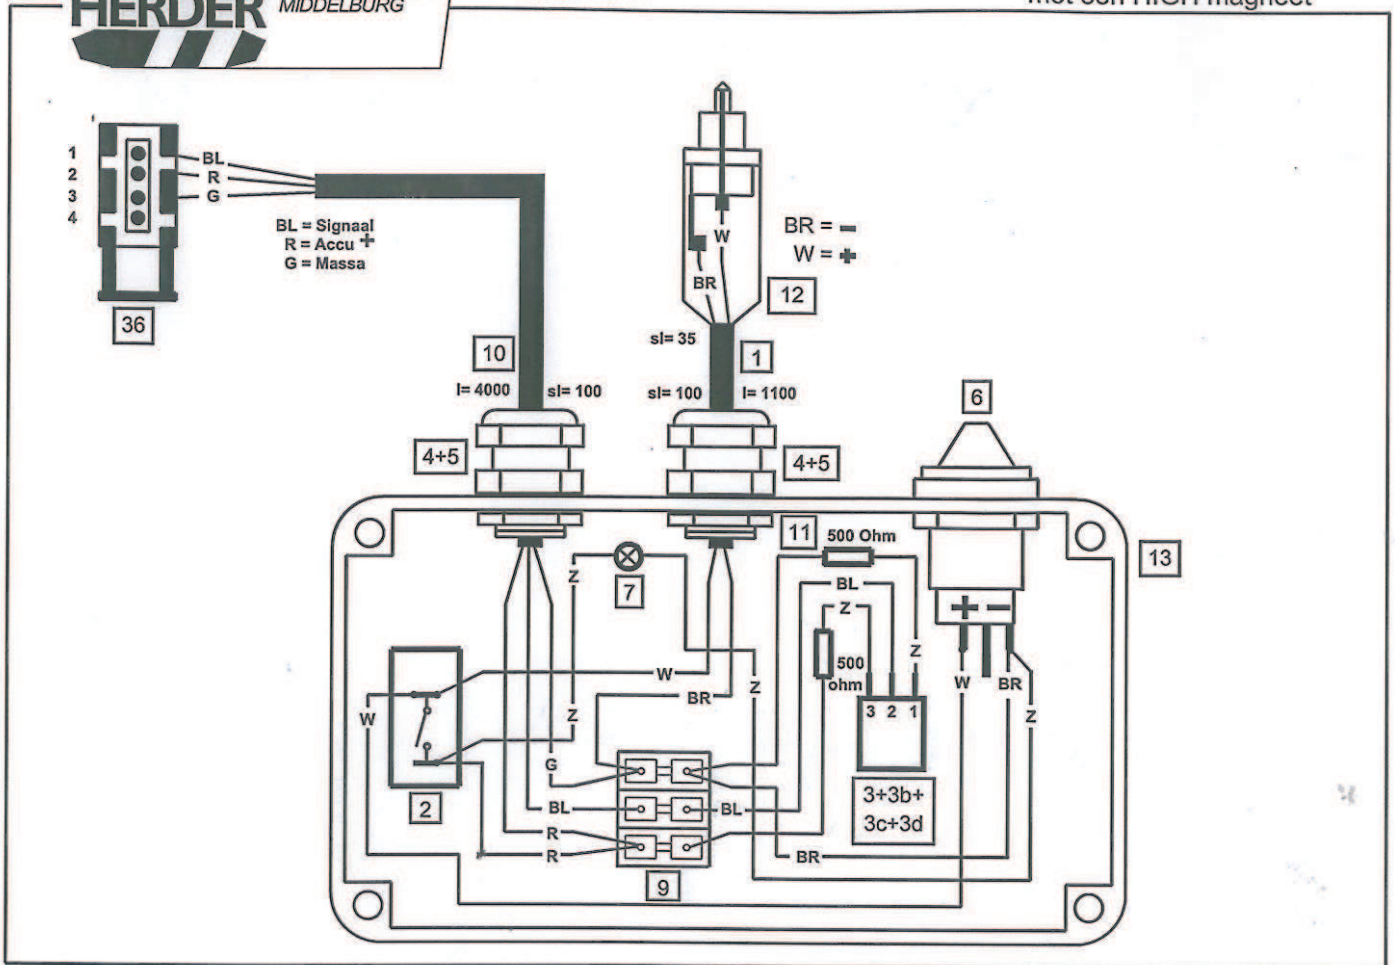 HERDER
MIDDELBURG
met een HIGH magneet
1
2
3
4
BL
R
G
BL = Signaal
R = Accu +
G = Massa
36
10
l= 4000
sl= 100
4+5
W
BR
BR = -
W = +
12
sl= 35
1
sl= 100
l= 1100
4+5
6
11
13
500 Ohm
BL
Z
500
ohm
Z
3 2 1
3+3b+
3c+3d
+ -
W
BR
Z
Z
7
W
BR
Z
Z
W
2
G
BL
BL
R
R
BR
9